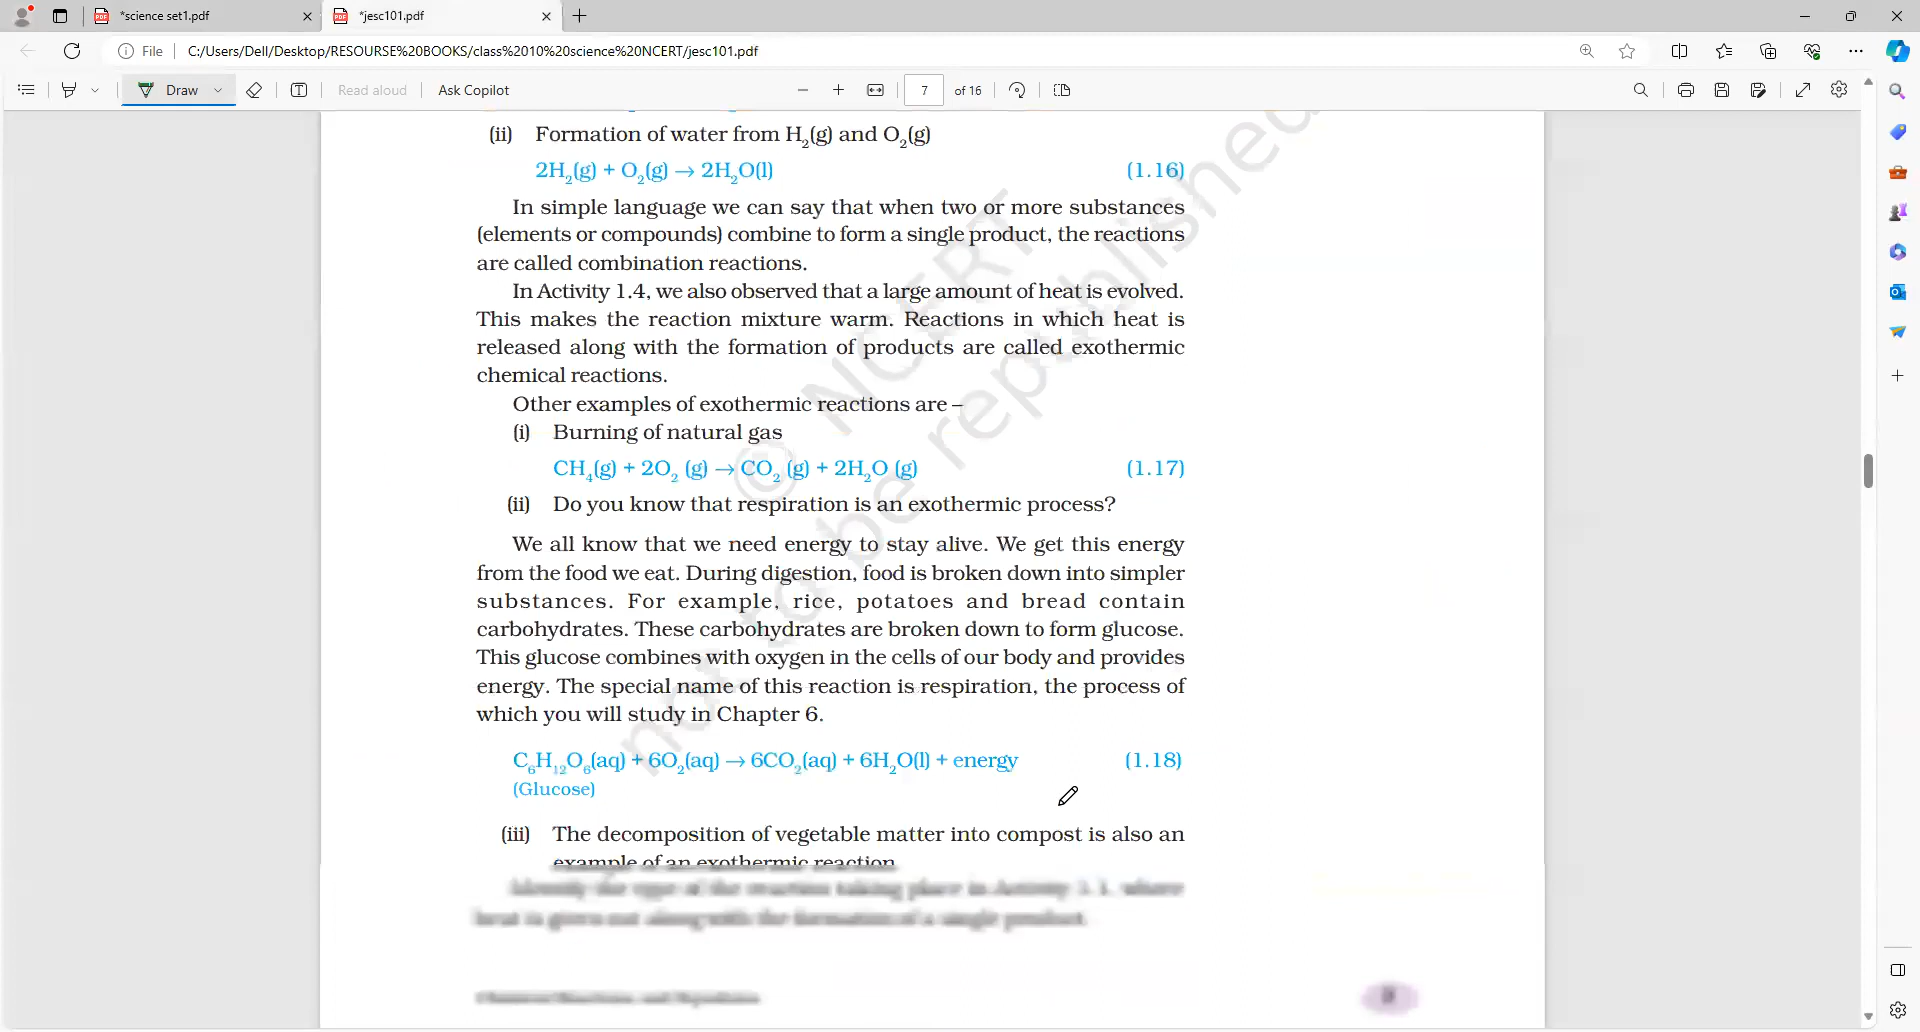 *science set1.pdf
*jesc101.pdf
File
C:/Users/Dell/Desktop/RESOURSE%20BOOKS/class%2010%20science%20NCERT/jesc101.pdf
Draw
Read aloud
Ask Copilot
7 of 16
(ii) Formation of water from H₂(g) and O₂(g)
2H₂(g) + O₂(g) → 2H₂O(l) (1.16)
In simple language we can say that when two or more substances
(elements or compounds) combine to form a single product, the reactions
are called combination reactions.
In Activity 1.4, we also observed that a large amount of heat is evolved.
This makes the reaction mixture warm. Reactions in which heat is
released along with the formation of products are called exothermic
chemical reactions.
Other examples of exothermic reactions are –
(i) Burning of natural gas
CH₄(g) + 2O₂ (g) → CO₂ (g) + 2H₂O (g) (1.17)
(ii) Do you know that respiration is an exothermic process?
We all know that we need energy to stay alive. We get this energy
from the food we eat. During digestion, food is broken down into simpler
substances. For example, rice, potatoes and bread contain
carbohydrates. These carbohydrates are broken down to form glucose.
This glucose combines with oxygen in the cells of our body and provides
energy. The special name of this reaction is respiration, the process of
which you will study in Chapter 6.
C₆H₁₂O₆(aq) + 6O₂(aq) → 6CO₂(aq) + 6H₂O(l) + energy (1.18)
(Glucose)
(iii) The decomposition of vegetable matter into compost is also an
example of an exothermic reaction
© NCERT
not to be republished